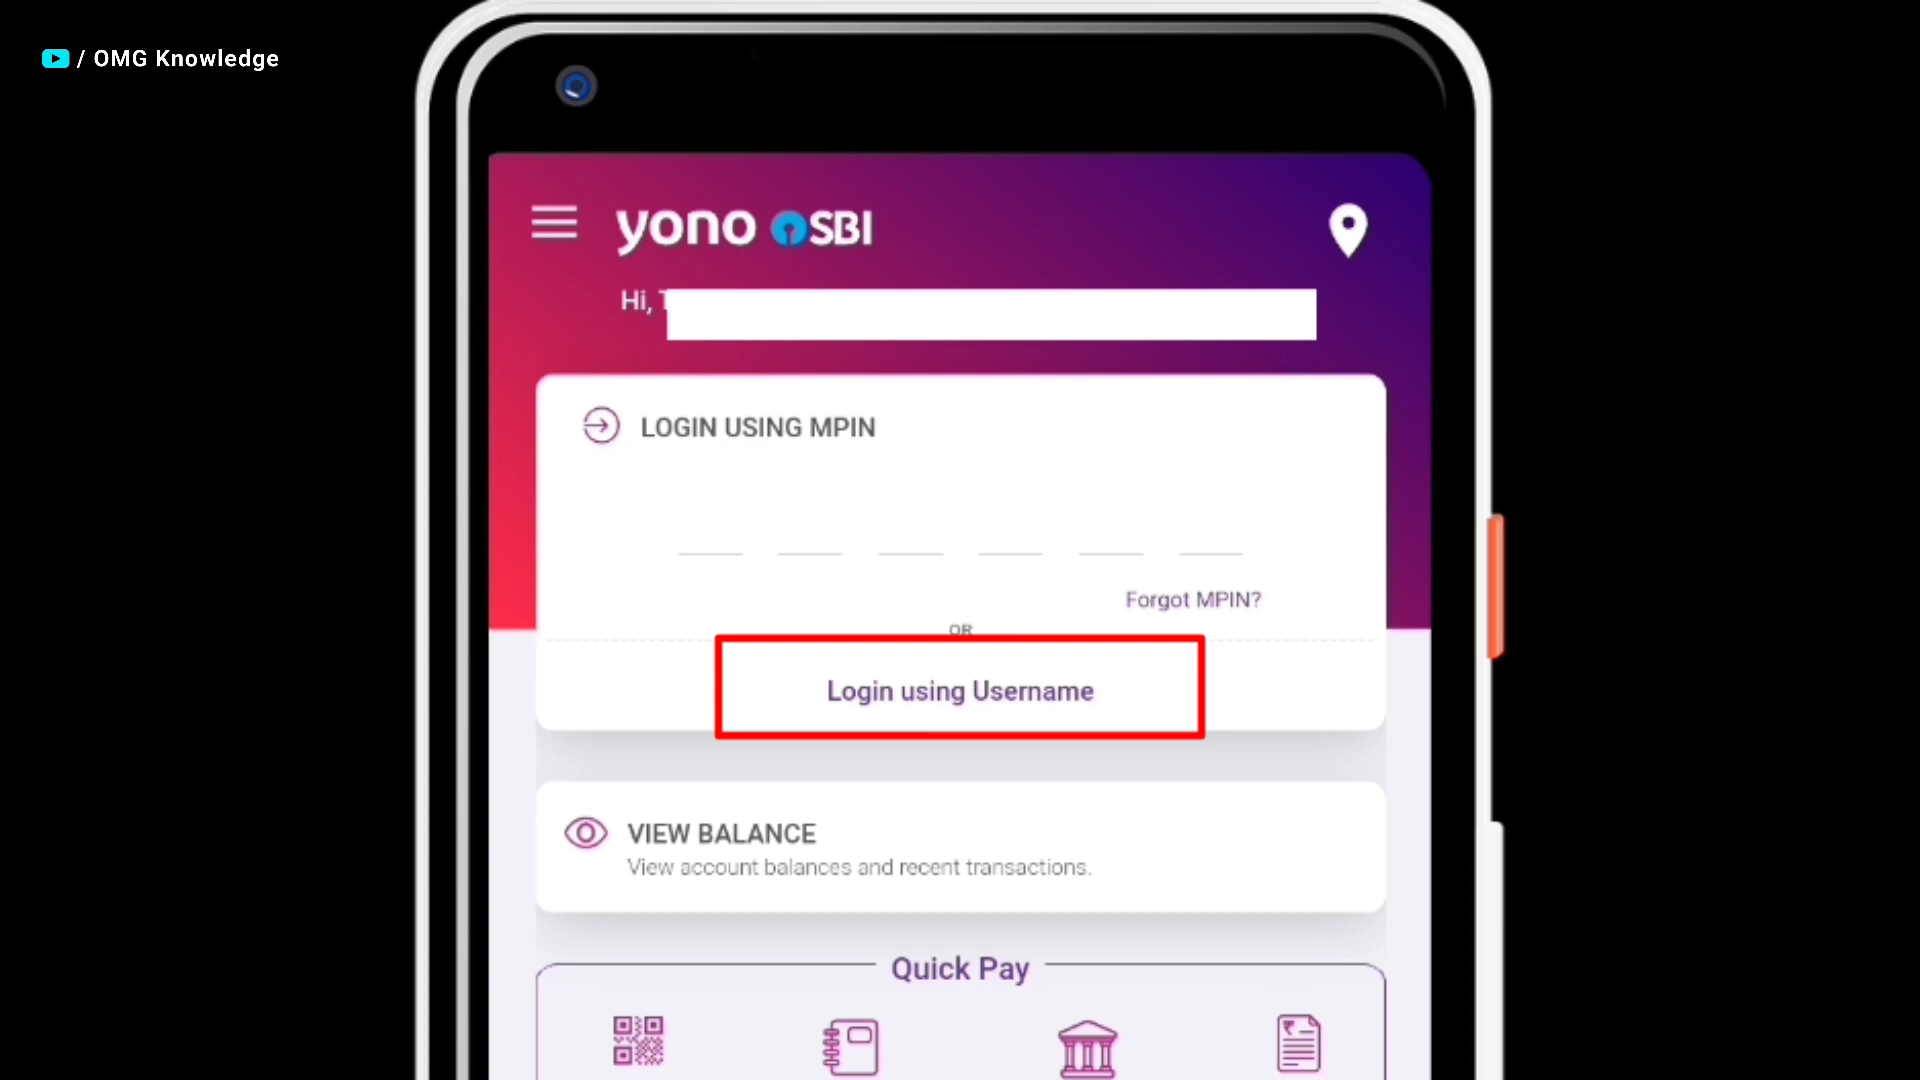 / OMG Knowledge
yono SBI
Hi,
LOGIN USING MPIN
Forgot MPIN?
OR
Login using Username
VIEW BALANCE
View account balances and recent transactions.
Quick Pay